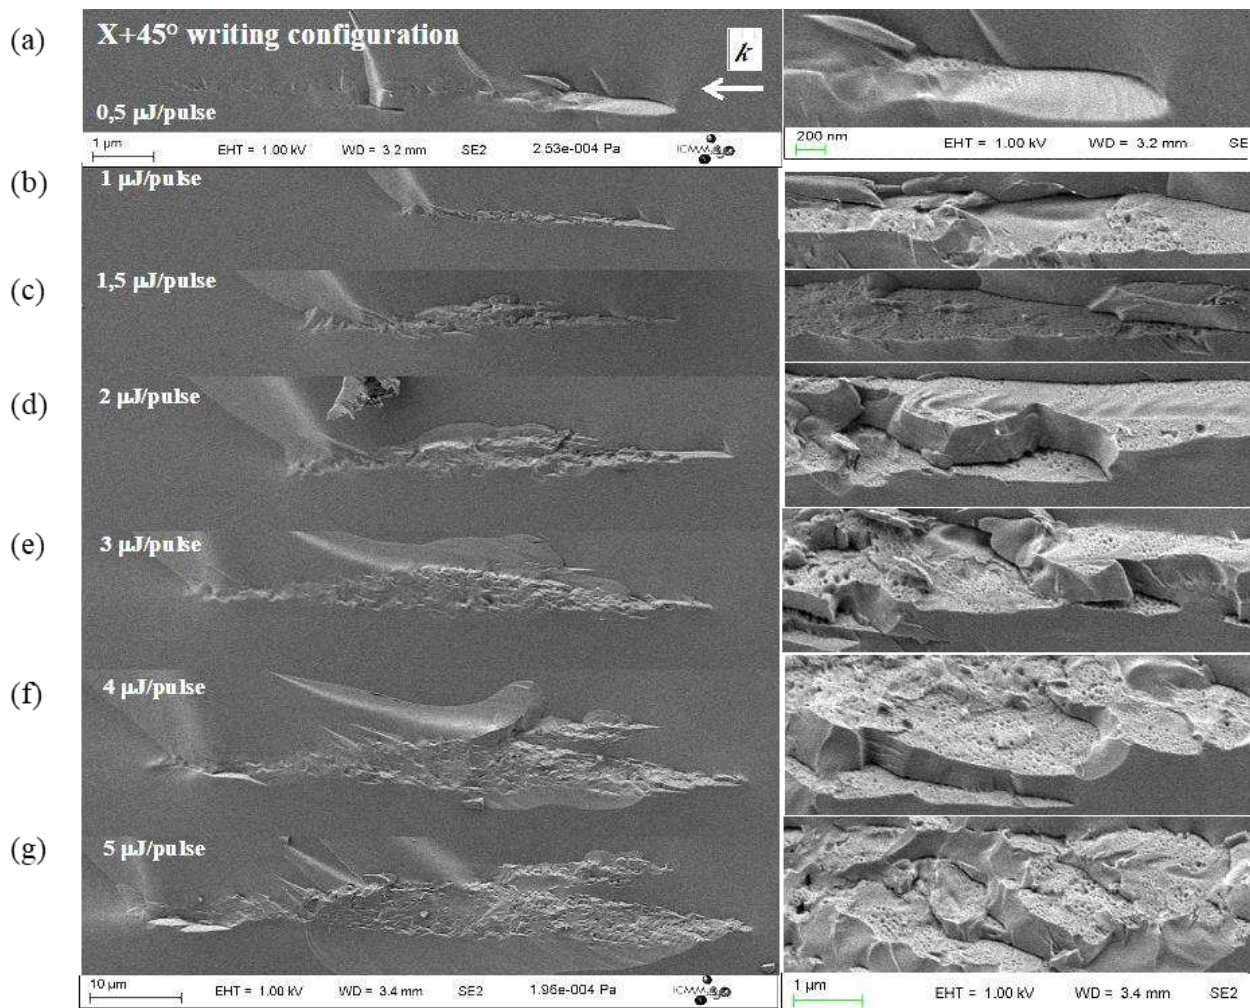 (a)
X+45° writing configuration
k
0,5 µJ/pulse
1 µm
EHT = 1.00 kV
WD = 3.2 mm
SE2
2.53e-004 Pa
200 nm
EHT = 1.00 kV
WD = 3.2 mm
SE
(b)
1 µJ/pulse
(c)
1,5 µJ/pulse
(d)
2 µJ/pulse
(e)
3 µJ/pulse
(f)
4 µJ/pulse
(g)
5 µJ/pulse
10 µm
EHT = 1.00 kV
WD = 3.4 mm
SE2
1.96e-004 Pa
1 µm
EHT = 1.00 kV
WD = 3.4 mm
SE2